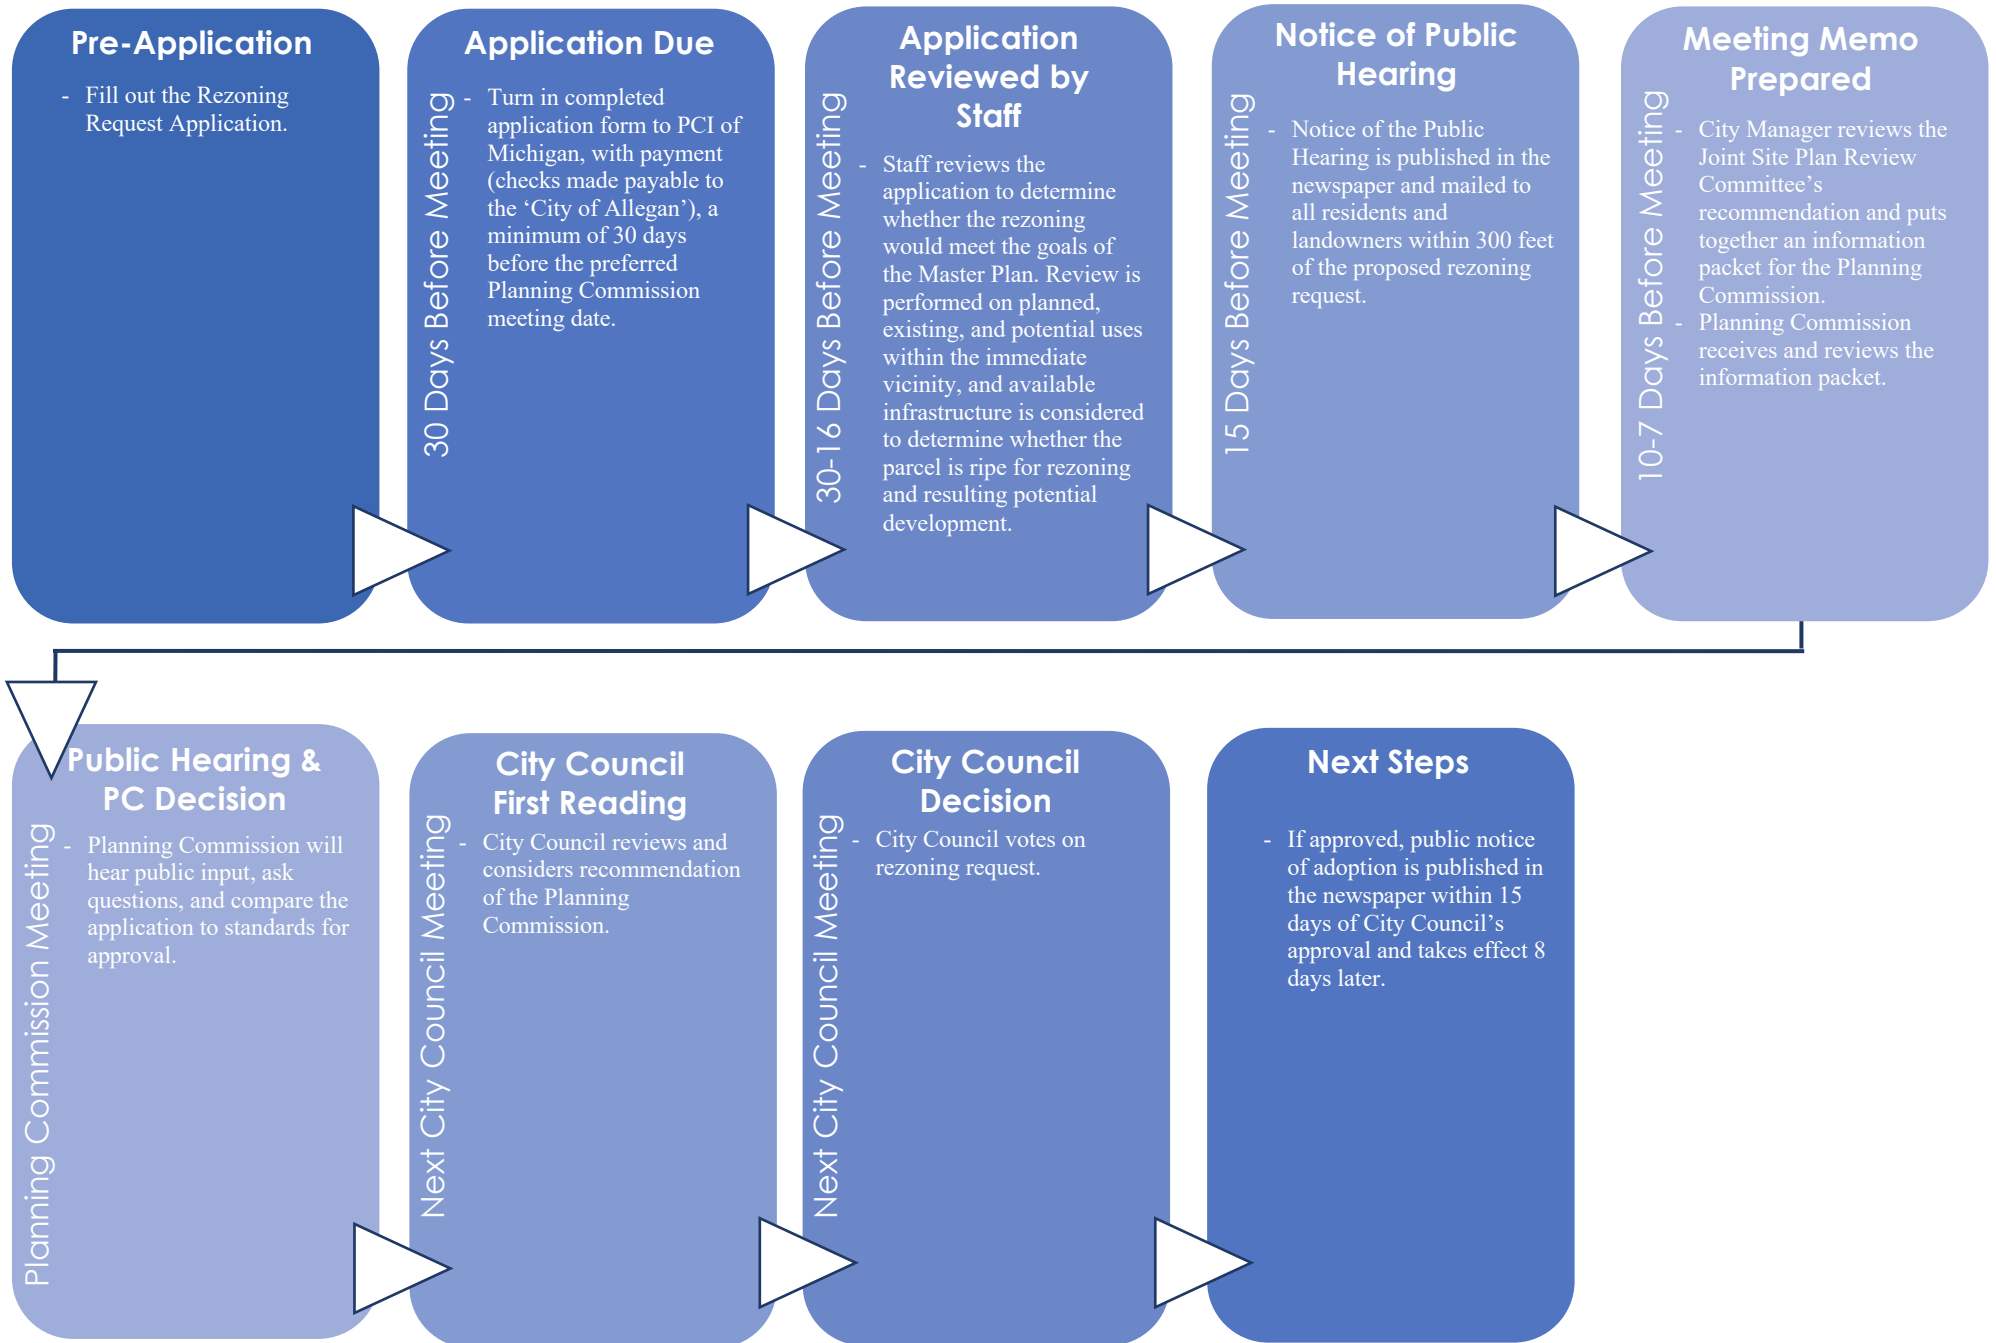 Pre-Application
- Fill out the Rezoning
Request Application.
Application Due
30 Days Before Meeting
- Turn in completed
application form to PCI of
Michigan, with payment
(checks made payable to
the ‘City of Allegan’), a
minimum of 30 days
before the preferred
Planning Commission
meeting date.
Application
Reviewed by
Staff
30-16 Days Before Meeting
- Staff reviews the
application to determine
whether the rezoning
would meet the goals of
the Master Plan. Review is
performed on planned,
existing, and potential uses
within the immediate
vicinity, and available
infrastructure is considered
to determine whether the
parcel is ripe for rezoning
and resulting potential
development.
Notice of Public
Hearing
15 Days Before Meeting
- Notice of the Public
Hearing is published in the
newspaper and mailed to
all residents and
landowners within 300 feet
of the proposed rezoning
request.
Meeting Memo
Prepared
10-7 Days Before Meeting
- City Manager reviews the
Joint Site Plan Review
Committee’s
recommendation and puts
together an information
packet for the Planning
Commission.
- Planning Commission
receives and reviews the
information packet.
Public Hearing &
PC Decision
Planning Commission Meeting
- Planning Commission will
hear public input, ask
questions, and compare the
application to standards for
approval.
City Council
First Reading
Next City Council Meeting
- City Council reviews and
considers recommendation
of the Planning
Commission.
City Council
Decision
Next City Council Meeting
- City Council votes on
rezoning request.
Next Steps
- If approved, public notice
of adoption is published in
the newspaper within 15
days of City Council’s
approval and takes effect 8
days later.